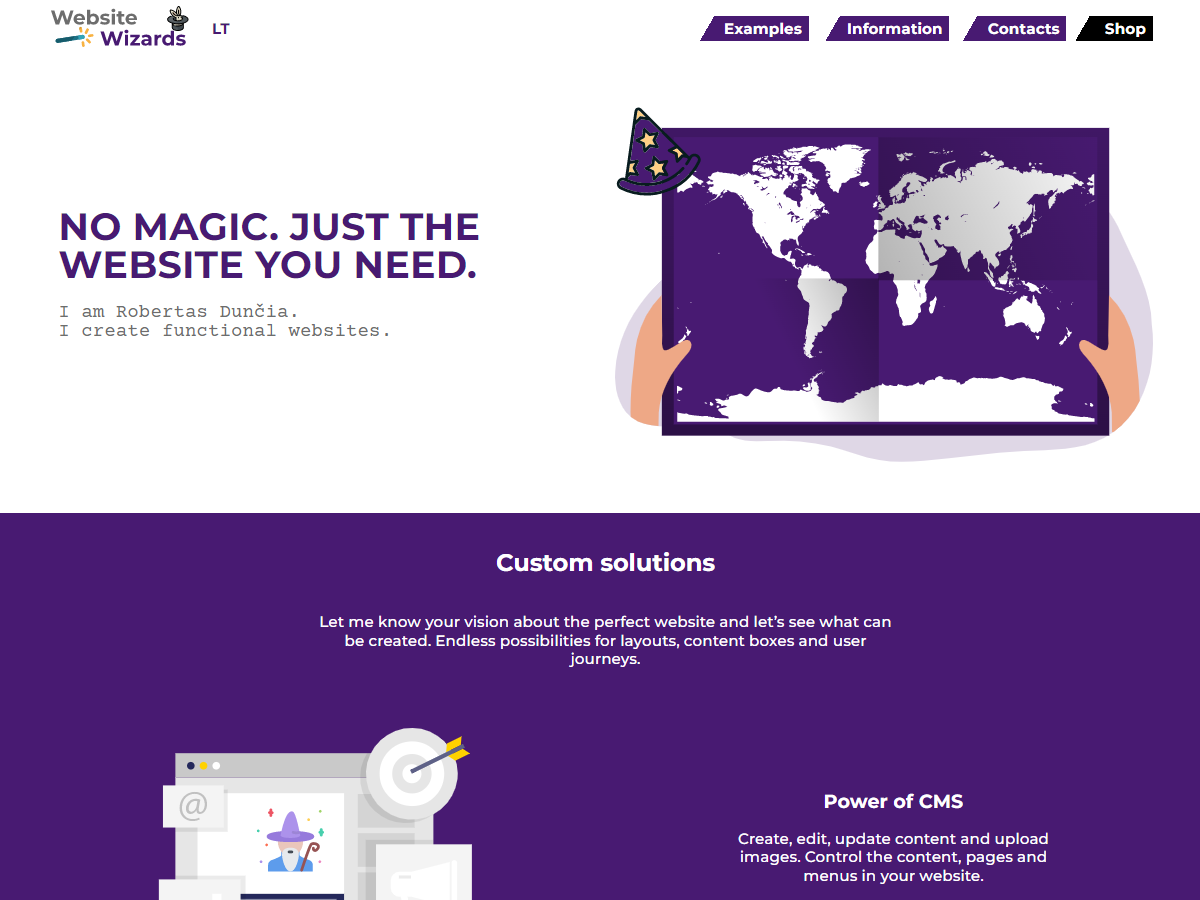 Website
Wizards
LT
Examples
Information
Contacts
Shop
NO MAGIC. JUST THE
WEBSITE YOU NEED.
I am Robertas Dunčia.
I create functional websites.
Custom solutions
Let me know your vision about the perfect website and let’s see what can
be created. Endless possibilities for layouts, content boxes and user
journeys.
@
Power of CMS
Create, edit, update content and upload
images. Control the content, pages and
menus in your website.